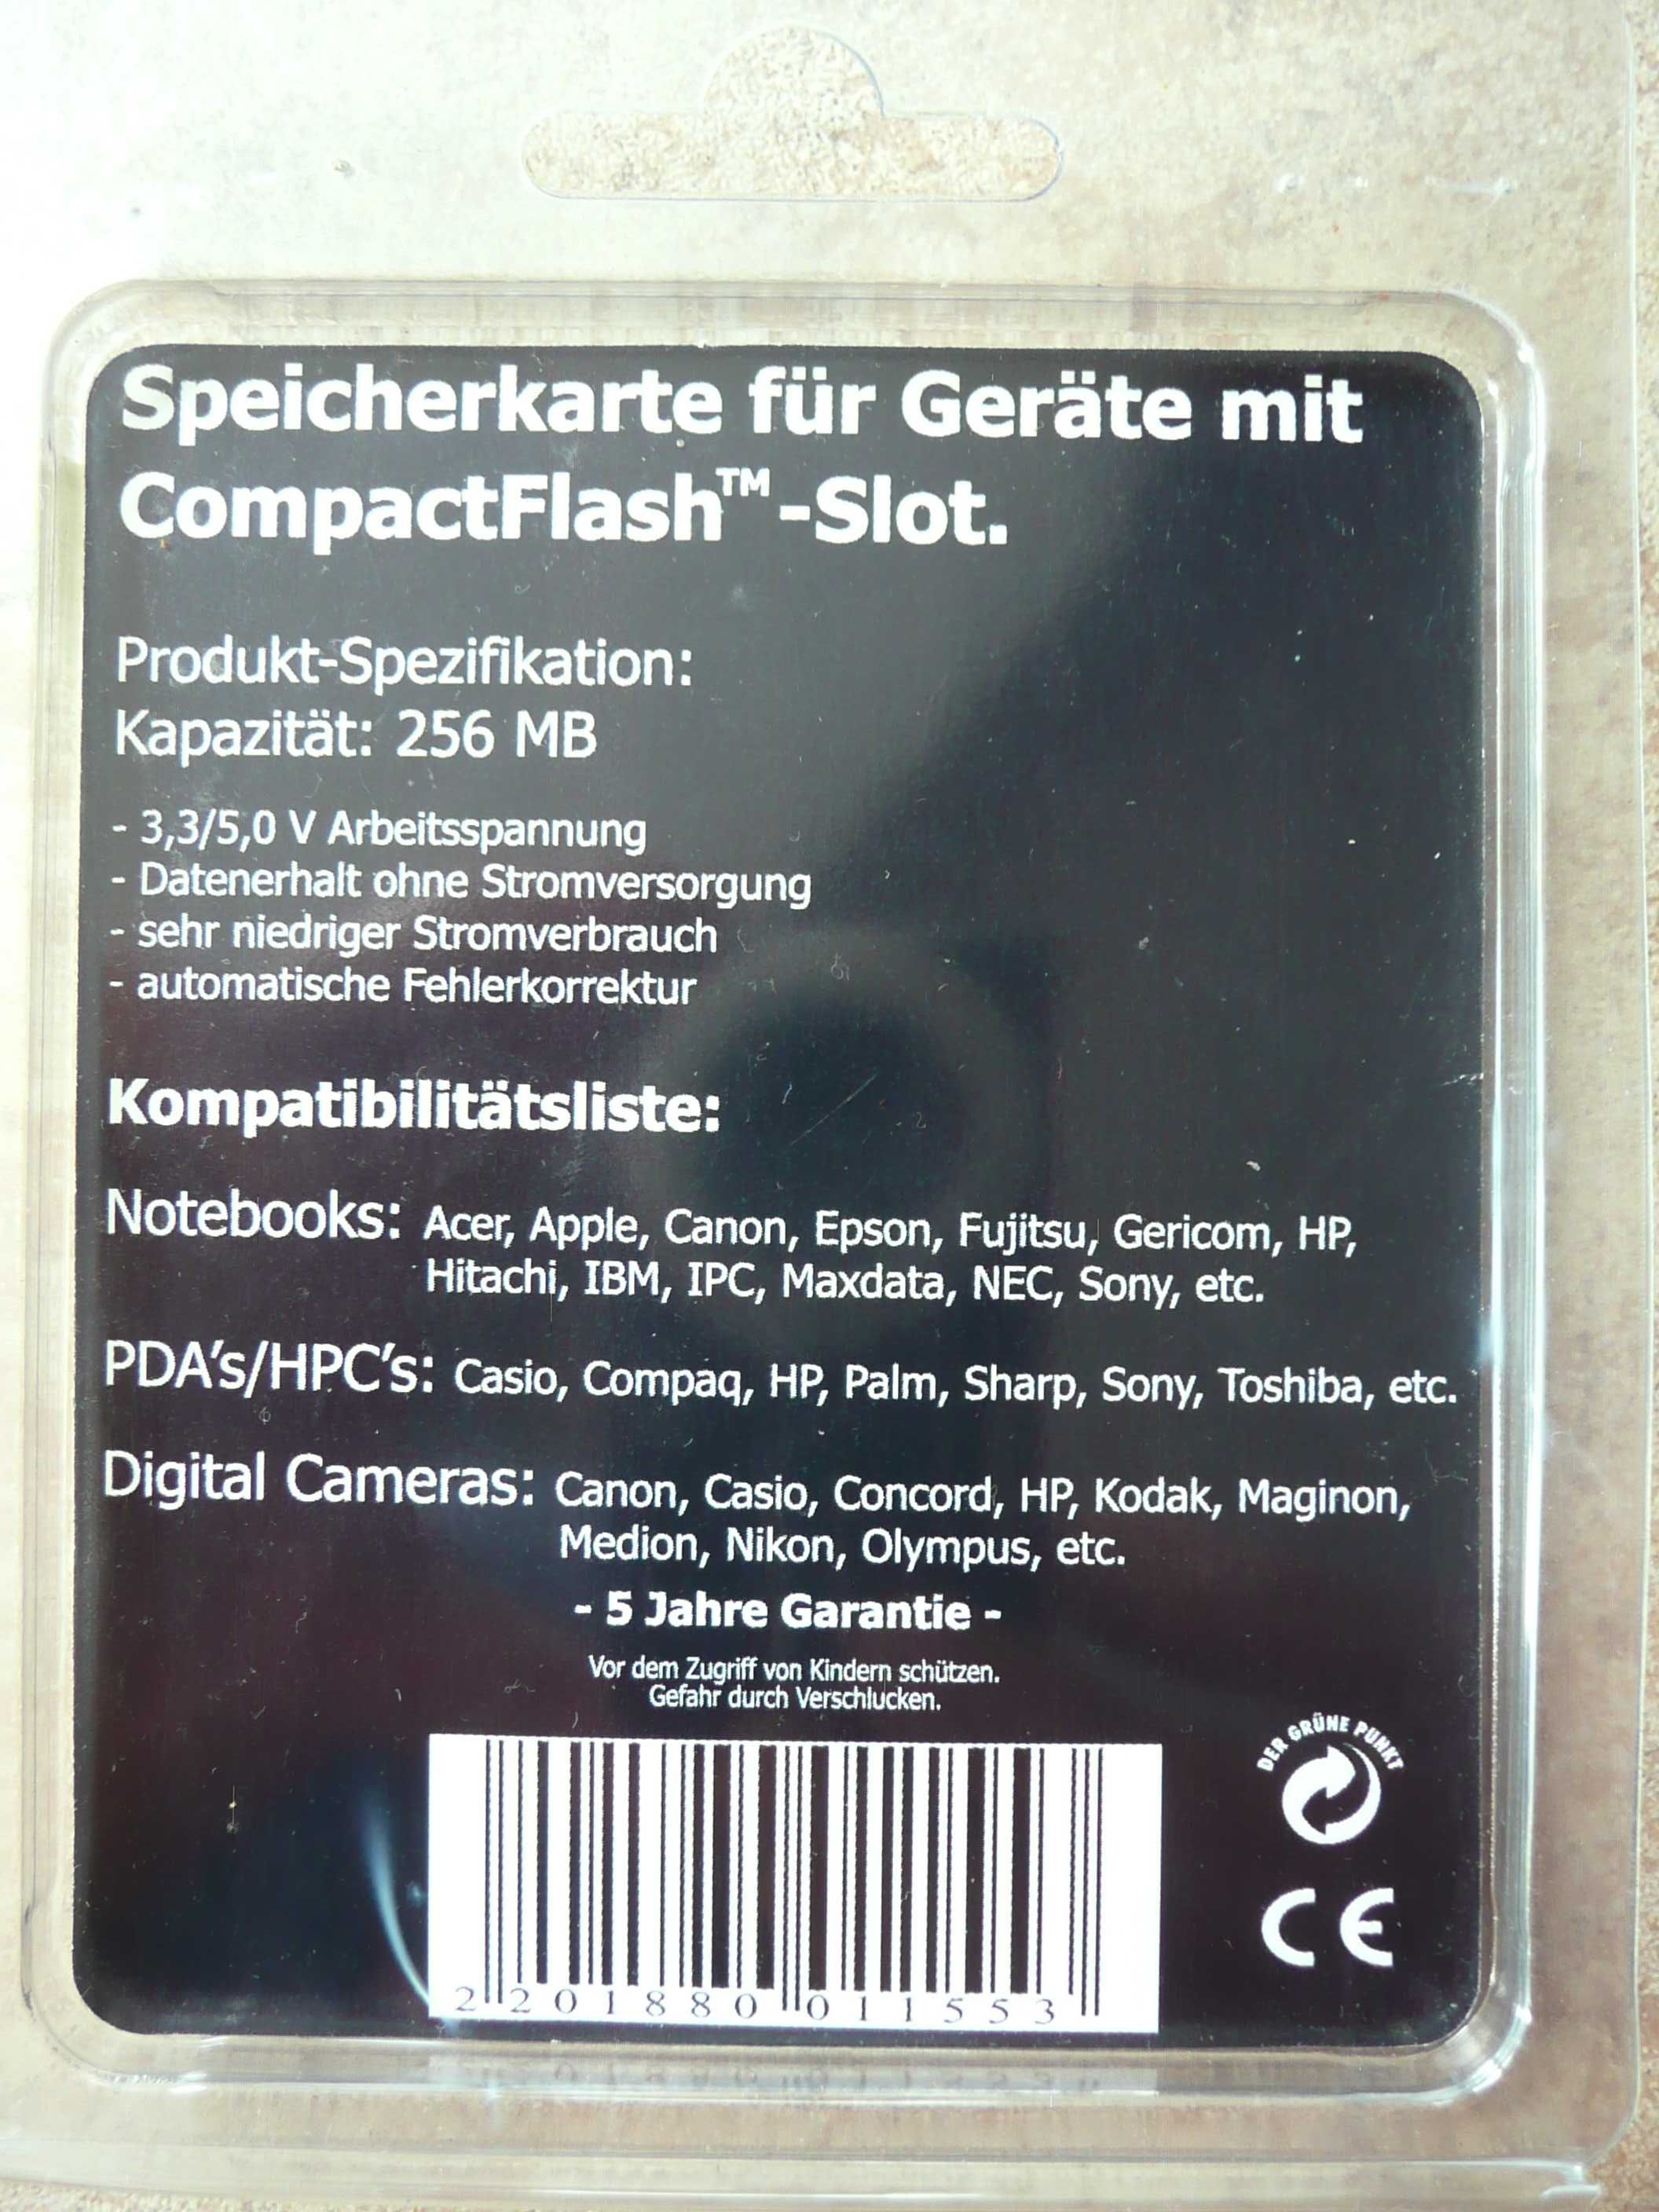 Speicherkarte für Geräte mit
CompactFlash™-Slot.
Produkt-Spezifikation:
Kapazität: 256 MB
- 3,3/5,0 V Arbeitsspannung
- Datenerhalt ohne Stromversorgung
- sehr niedriger Stromverbrauch
- automatische Fehlerkorrektur
Kompatibilitätsliste:
Notebooks: Acer, Apple, Canon, Epson, Fujitsu, Gericom, HP,
Hitachi, IBM, IPC, Maxdata, NEC, Sony, etc.
PDA's/HPC's: Casio, Compaq, HP, Palm, Sharp, Sony, Toshiba, etc.
Digital Cameras: Canon, Casio, Concord, HP, Kodak, Maginon,
Medion, Nikon, Olympus, etc.
- 5 Jahre Garantie -
Vor dem Zugriff von Kindern schützen.
Gefahr durch Verschlucken.
DER GRÜNE PUNKT
CE
2 201880 011553